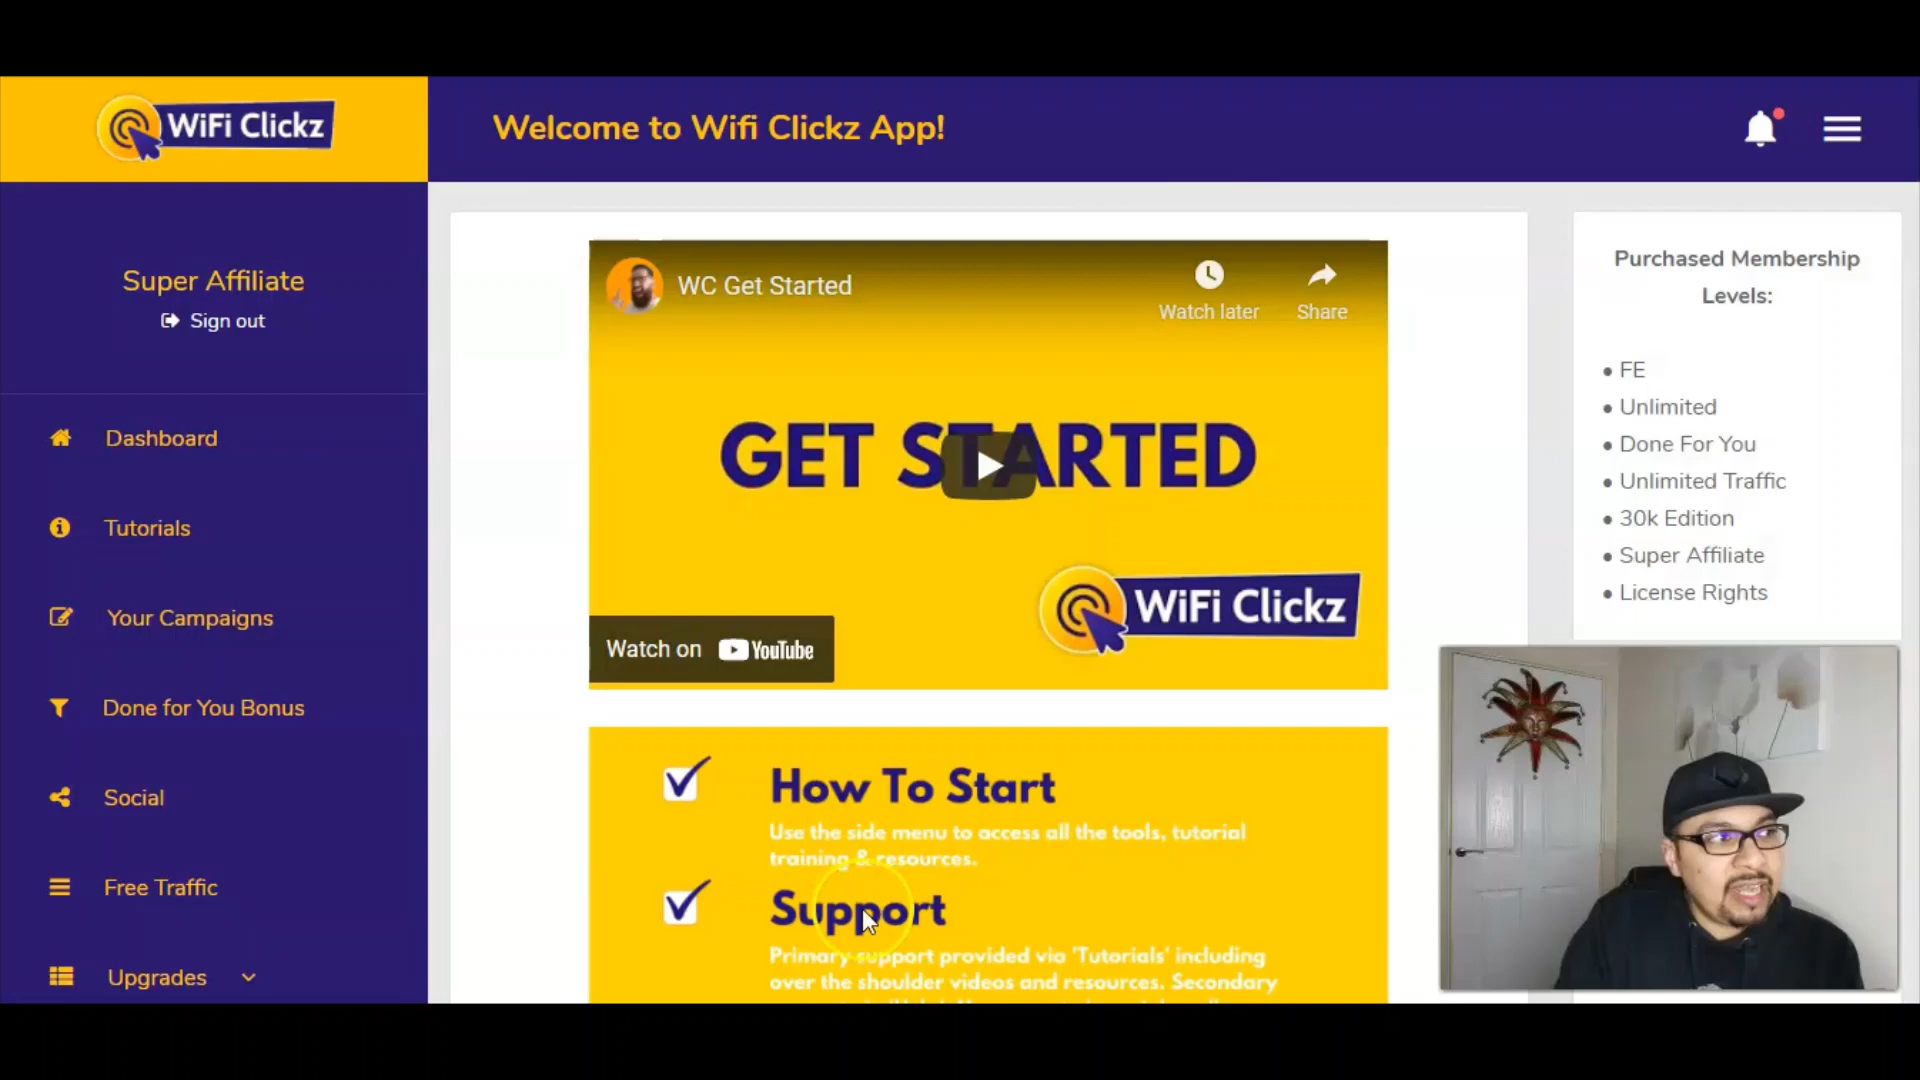 WiFi Clickz
Welcome to Wifi Clickz App!
Super Affiliate
Sign out
Dashboard
Tutorials
Your Campaigns
Done for You Bonus
Social
Free Traffic
Upgrades
WC Get Started
Watch later
Share
GET STARTED
WiFi Clickz
Watch on YouTube
How To Start
Use the side menu to access all the tools, tutorial
training & resources.
Support
Primary support provided via 'Tutorials' including
over the shoulder videos and resources. Secondary
Purchased Membership
Levels:
• FE
• Unlimited
• Done For You
• Unlimited Traffic
• 30k Edition
• Super Affiliate
• License Rights